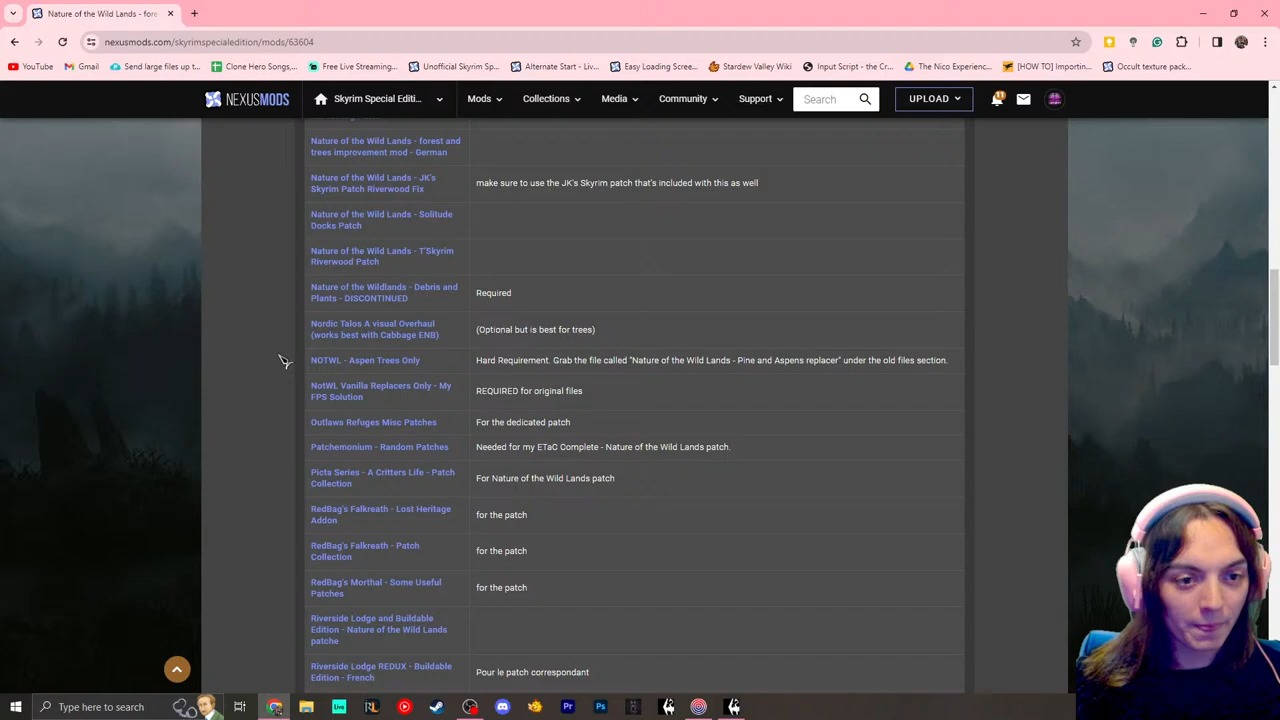 Nature of the Wild Lands - fore
nexusmods.com/skyrimspecialedition/mods/63604
YouTube
Gmail
Send large files up t...
Clone Hero Songs,...
Free Live Streaming...
Unofficial Skyrim Sp...
Alternate Start - Liv...
Easy Loading Scree...
Stardew Valley Wiki
Input Script - the Cr...
The Nico Experience...
[HOW TO] Importin...
Occult texture pack...
NEXUSMODS
Skyrim Special Editi...
Mods
Collections
Media
Community
Support
Search
UPLOAD
11
Nature of the Wild Lands - forest and
trees improvement mod - German
Nature of the Wild Lands - JK's
Skyrim Patch Riverwood Fix
make sure to use the JK's Skyrim patch that's included with this as well
Nature of the Wild Lands - Solitude
Docks Patch
Nature of the Wild Lands - T'Skyrim
Riverwood Patch
Nature of the Wildlands - Debris and
Plants - DISCONTINUED
Required
Nordic Talos A visual Overhaul
(works best with Cabbage ENB)
(Optional but is best for trees)
NOTWL - Aspen Trees Only
Hard Requirement. Grab the file called "Nature of the Wild Lands - Pine and Aspens replacer" under the old files section.
NotWL Vanilla Replacers Only - My
FPS Solution
REQUIRED for original files
Outlaws Refuges Misc Patches
For the dedicated patch
Patchemonium - Random Patches
Needed for my ETaC Complete - Nature of the Wild Lands patch.
Picta Series - A Critters Life - Patch
Collection
For Nature of the Wild Lands patch
RedBag's Falkreath - Lost Heritage
Addon
for the patch
RedBag's Falkreath - Patch
Collection
for the patch
RedBag's Morthal - Some Useful
Patches
for the patch
Riverside Lodge and Buildable
Edition - Nature of the Wild Lands
patche
Riverside Lodge REDUX - Buildable
Edition - French
Pour le patch correspondant
Type here to search
Live
Pr
Ps